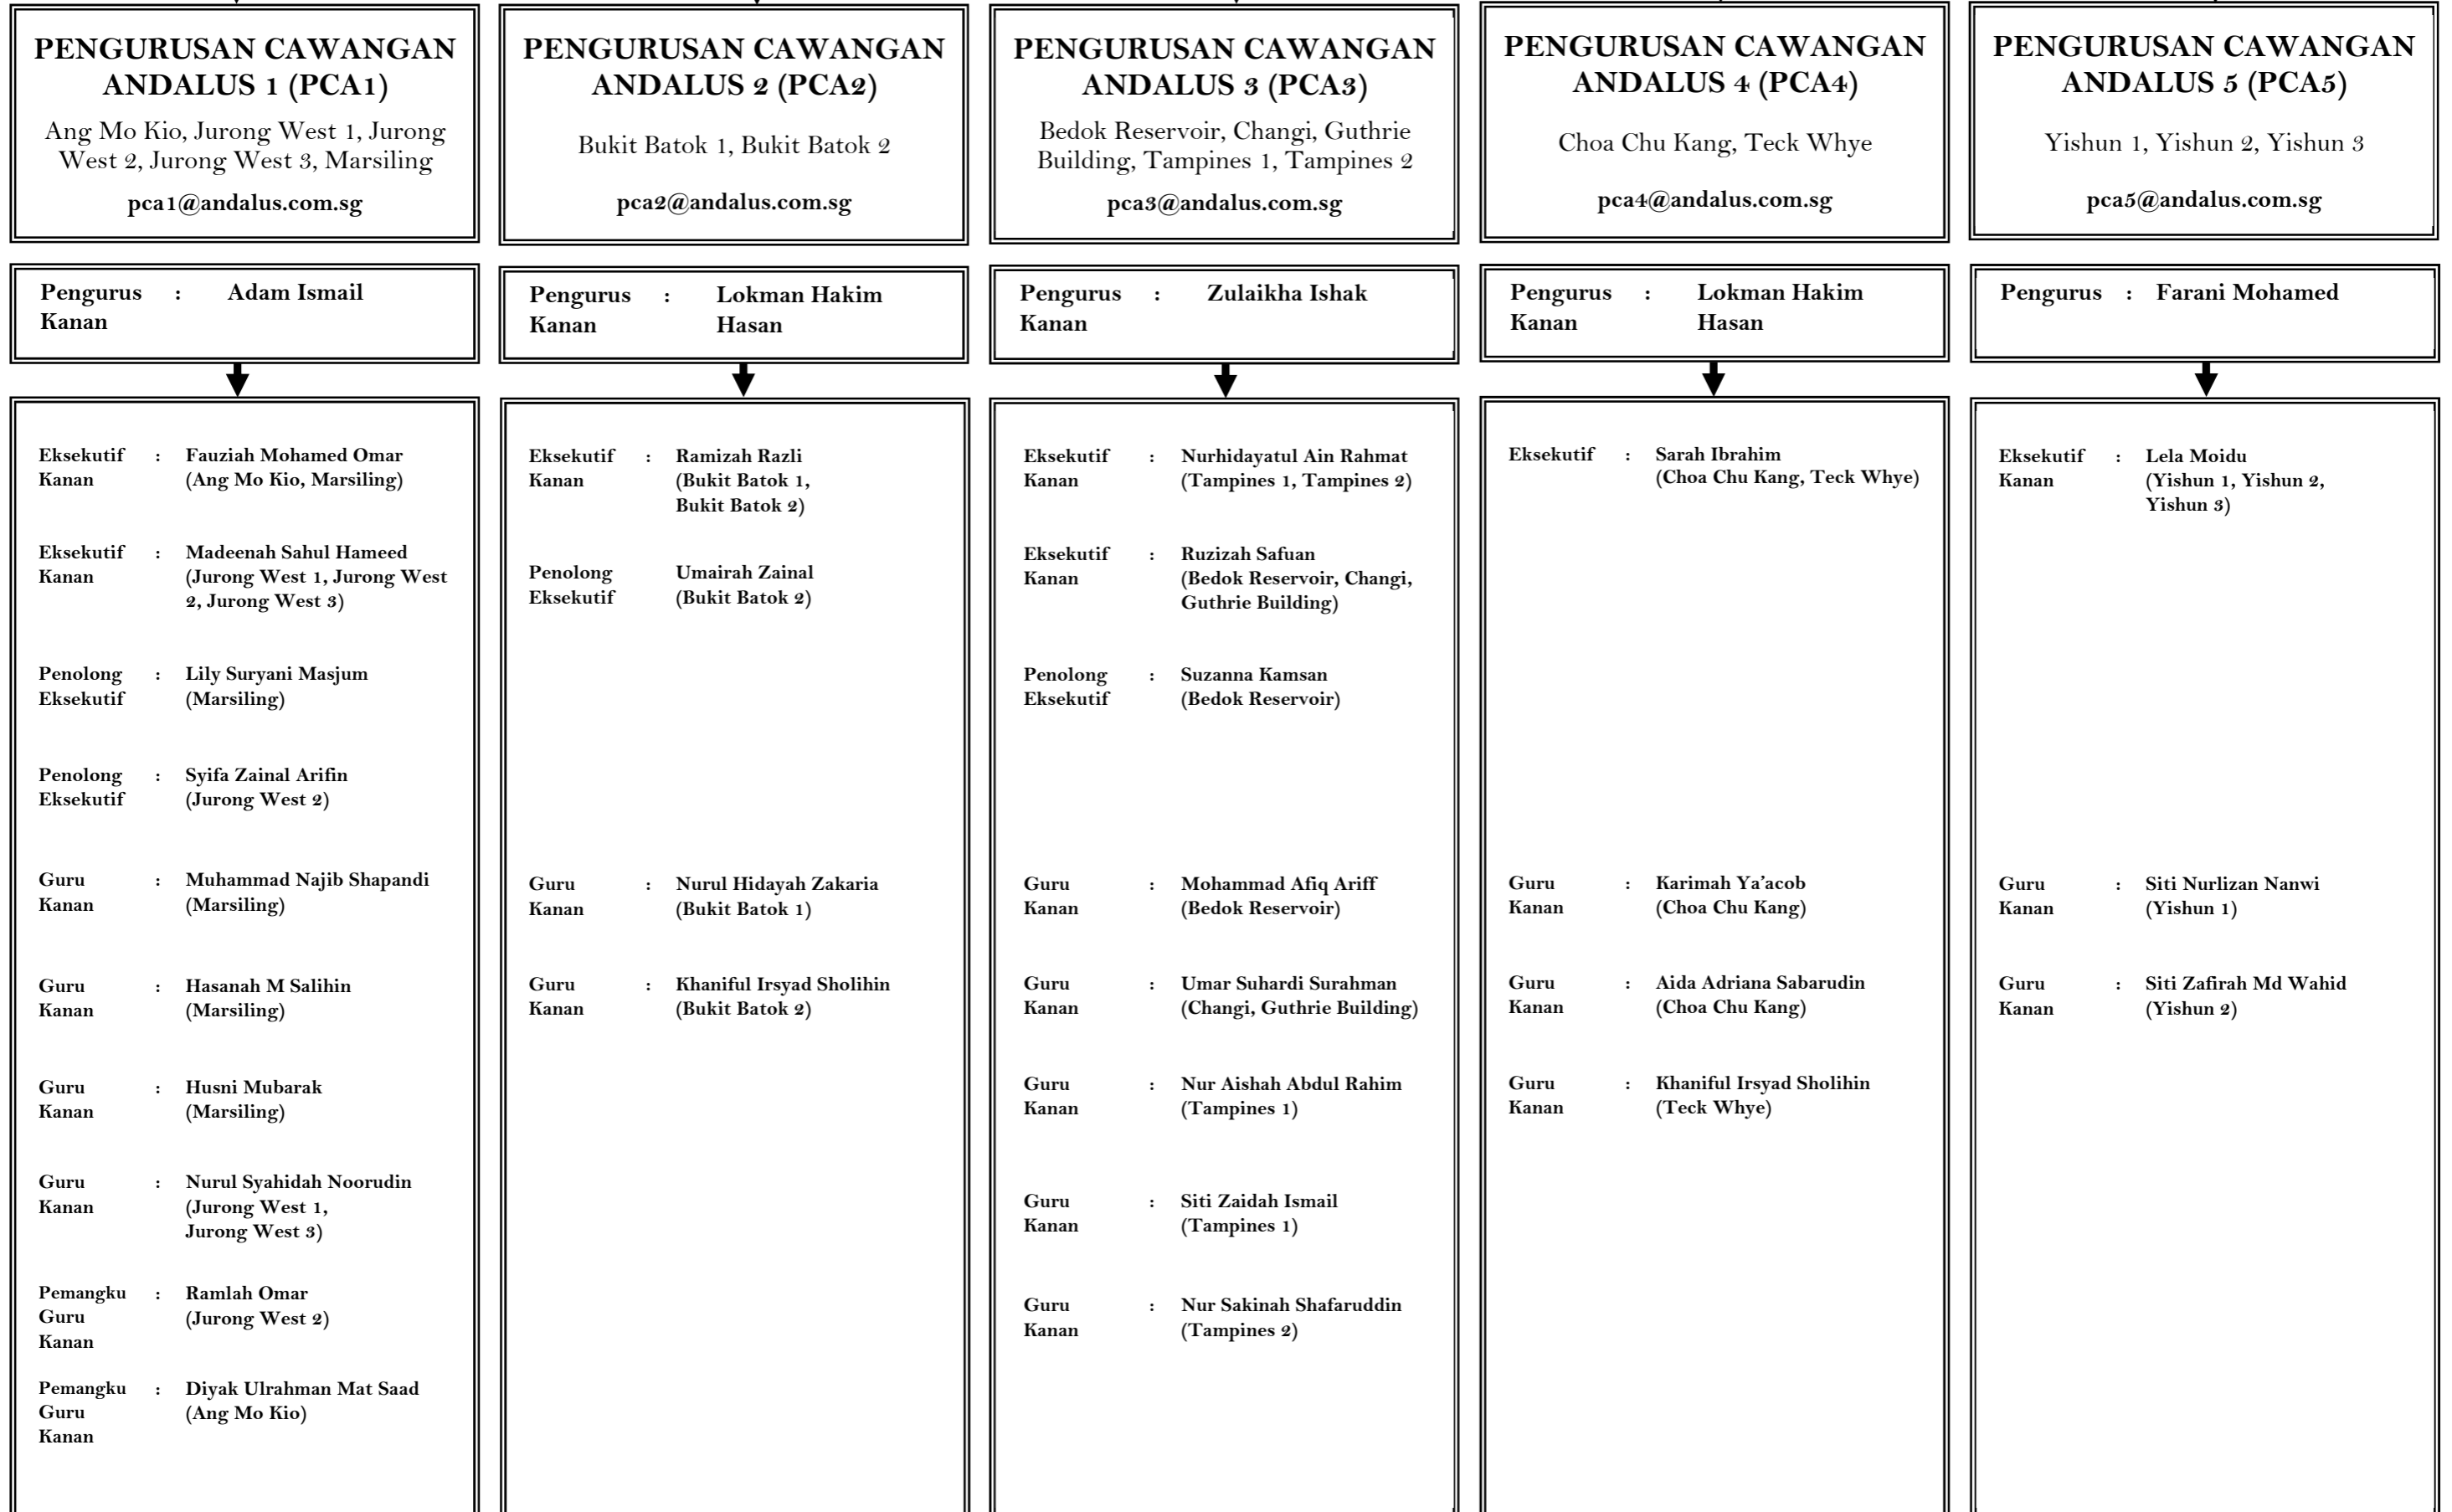 PENGURUSAN CAWANGAN
ANDALUS 1 (PCA1)
Ang Mo Kio, Jurong West 1, Jurong
West 2, Jurong West 3, Marsiling
pca1@andalus.com.sg
Pengurus : Adam Ismail
Kanan
Eksekutif : Fauziah Mohamed Omar
Kanan (Ang Mo Kio, Marsiling)
Eksekutif : Madeenah Sahul Hameed
Kanan (Jurong West 1, Jurong West
2, Jurong West 3)
Penolong : Lily Suryani Masjum
Eksekutif (Marsiling)
Penolong : Syifa Zainal Arifin
Eksekutif (Jurong West 2)
Guru : Muhammad Najib Shapandi
Kanan (Marsiling)
Guru : Hasanah M Salihin
Kanan (Marsiling)
Guru : Husni Mubarak
Kanan (Marsiling)
Guru : Nurul Syahidah Noorudin
Kanan (Jurong West 1,
Jurong West 3)
Pemangku : Ramlah Omar
Guru (Jurong West 2)
Kanan
Pemangku : Diyak Ulrahman Mat Saad
Guru (Ang Mo Kio)
Kanan
PENGURUSAN CAWANGAN
ANDALUS 2 (PCA2)
Bukit Batok 1, Bukit Batok 2
pca2@andalus.com.sg
Pengurus : Lokman Hakim
Kanan Hasan
Eksekutif : Ramizah Razli
Kanan (Bukit Batok 1,
Bukit Batok 2)
Penolong Umairah Zainal
Eksekutif (Bukit Batok 2)
Guru : Nurul Hidayah Zakaria
Kanan (Bukit Batok 1)
Guru : Khaniful Irsyad Sholihin
Kanan (Bukit Batok 2)
PENGURUSAN CAWANGAN
ANDALUS 3 (PCA3)
Bedok Reservoir, Changi, Guthrie
Building, Tampines 1, Tampines 2
pca3@andalus.com.sg
Pengurus : Zulaikha Ishak
Kanan
Eksekutif : Nurhidayatul Ain Rahmat
Kanan (Tampines 1, Tampines 2)
Eksekutif : Ruzizah Safuan
Kanan (Bedok Reservoir, Changi,
Guthrie Building)
Penolong : Suzanna Kamsan
Eksekutif (Bedok Reservoir)
Guru : Mohammad Afiq Ariff
Kanan (Bedok Reservoir)
Guru : Umar Suhardi Surahman
Kanan (Changi, Guthrie Building)
Guru : Nur Aishah Abdul Rahim
Kanan (Tampines 1)
Guru : Siti Zaidah Ismail
Kanan (Tampines 1)
Guru : Nur Sakinah Shafaruddin
Kanan (Tampines 2)
PENGURUSAN CAWANGAN
ANDALUS 4 (PCA4)
Choa Chu Kang, Teck Whye
pca4@andalus.com.sg
Pengurus : Lokman Hakim
Kanan Hasan
Eksekutif : Sarah Ibrahim
(Choa Chu Kang, Teck Whye)
Guru : Karimah Ya’acob
Kanan (Choa Chu Kang)
Guru : Aida Adriana Sabarudin
Kanan (Choa Chu Kang)
Guru : Khaniful Irsyad Sholihin
Kanan (Teck Whye)
PENGURUSAN CAWANGAN
ANDALUS 5 (PCA5)
Yishun 1, Yishun 2, Yishun 3
pca5@andalus.com.sg
Pengurus : Farani Mohamed
Eksekutif : Lela Moidu
Kanan (Yishun 1, Yishun 2,
Yishun 3)
Guru : Siti Nurlizan Nanwi
Kanan (Yishun 1)
Guru : Siti Zafirah Md Wahid
Kanan (Yishun 2)